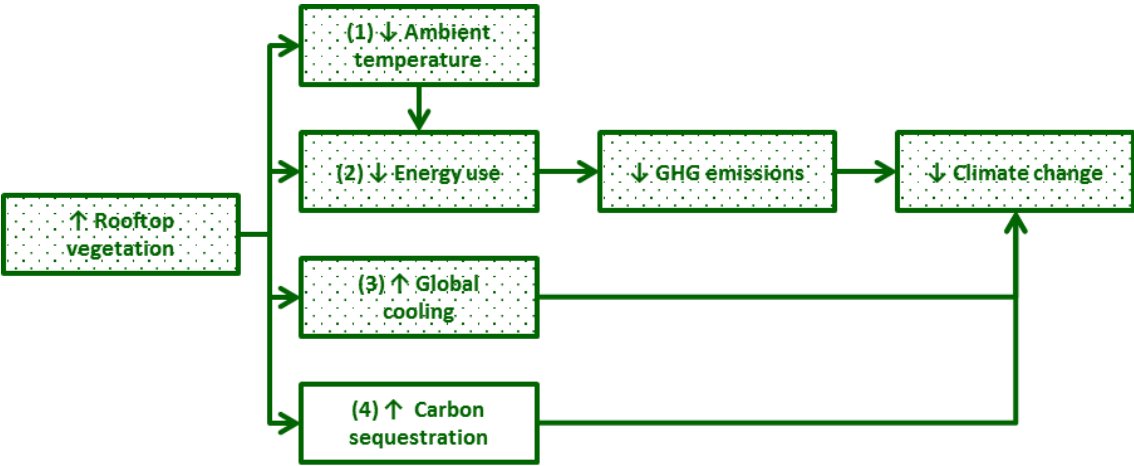 (1) ↓ Ambient
temperature
(2) ↓ Energy use
↓ GHG emissions
↓ Climate change
↑ Rooftop
vegetation
(3) ↑ Global
cooling
(4) ↑ Carbon
sequestration